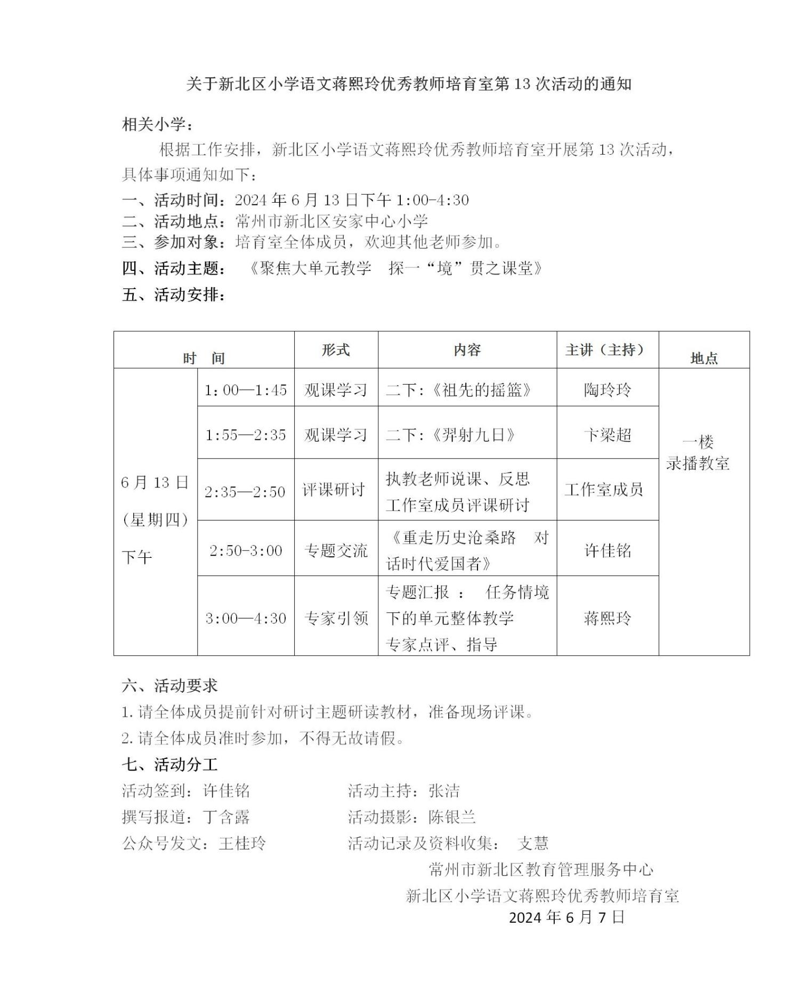 关于新北区小学语文蒋熙玲优秀教师培育室第 13 次活动的通知
相关小学：
根据工作安排，新北区小学语文蒋熙玲优秀教师培育室开展第 13 次活动，
具体事项通知如下：
一、活动时间：2024 年 6 月 13 日下午 1:00-4:30
二、活动地点：常州市新北区安家中心小学
三、参加对象：培育室全体成员，欢迎其他老师参加。
四、活动主题： 《聚焦大单元教学 探一“境”贯之课堂》
五、活动安排：
时 间 形式 内容 主讲（主持） 地点
6 月 13 日
(星期四)
下午
1：00—1:45 观课学习 二下:《祖先的摇篮》 陶玲玲
1:55—2:35 观课学习 二下:《羿射九日》 卞梁超
一楼
录播教室
2:35—2:50 评课研讨 执教老师说课、反思
工作室成员评课研讨 工作室成员
2:50-3:00 专题交流 《重走历史沧桑路 对
话时代爱国者》 许佳铭
3:00—4:30 专家引领 专题汇报 ： 任务情境
下的单元整体教学
专家点评、指导 蒋熙玲
六、活动要求
1.请全体成员提前针对研讨主题研读教材，准备现场评课。
2.请全体成员准时参加，不得无故请假。
七、活动分工
活动签到：许佳铭 活动主持：张洁
撰写报道：丁含露 活动摄影：陈银兰
公众号发文：王桂玲 活动记录及资料收集： 支慧
常州市新北区教育管理服务中心
新北区小学语文蒋熙玲优秀教师培育室
2024 年 6 月 7 日